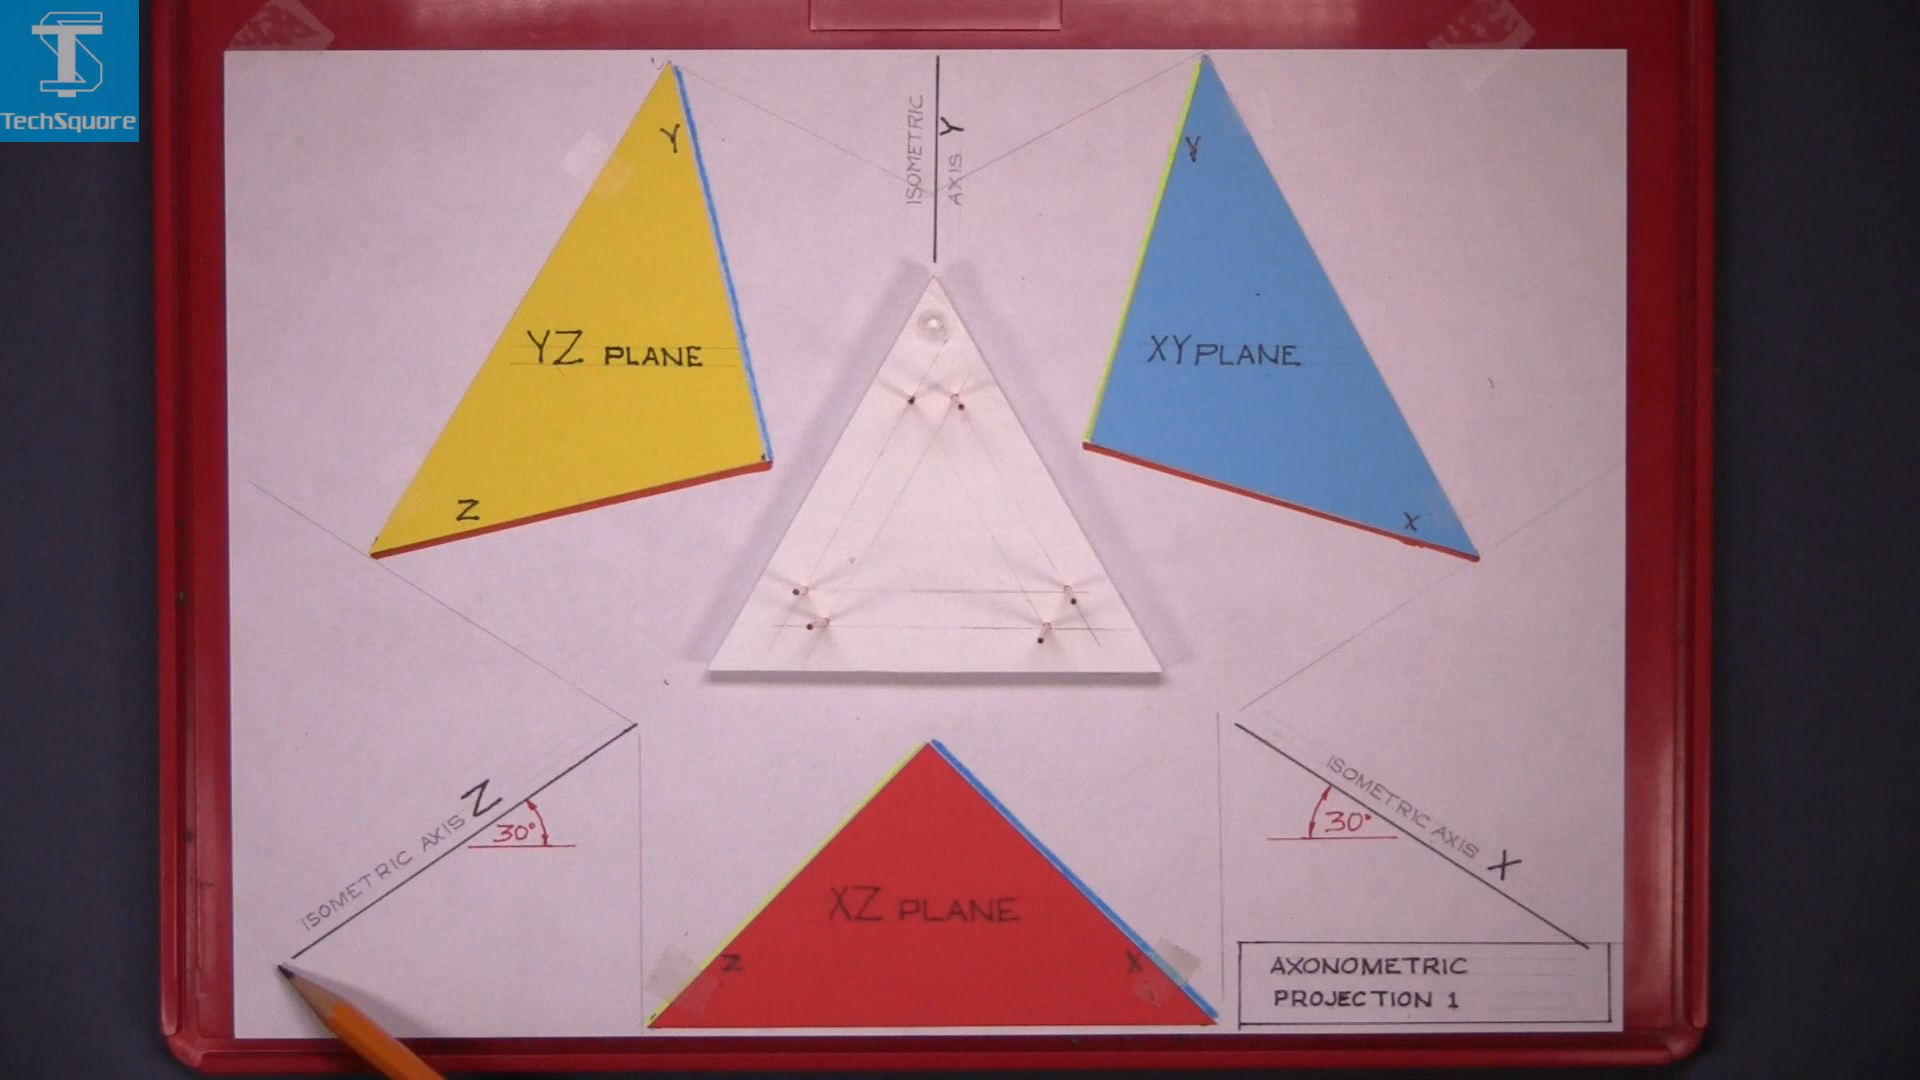 TechSquare
Y
ISOMETRIC
AXIS Y
Y
YZ PLANE
XY PLANE
Z
X
ISOMETRIC AXIS Z
30°
ISOMETRIC AXIS X
30°
XZ PLANE
Z
X
AXONOMETRIC
PROJECTION 1